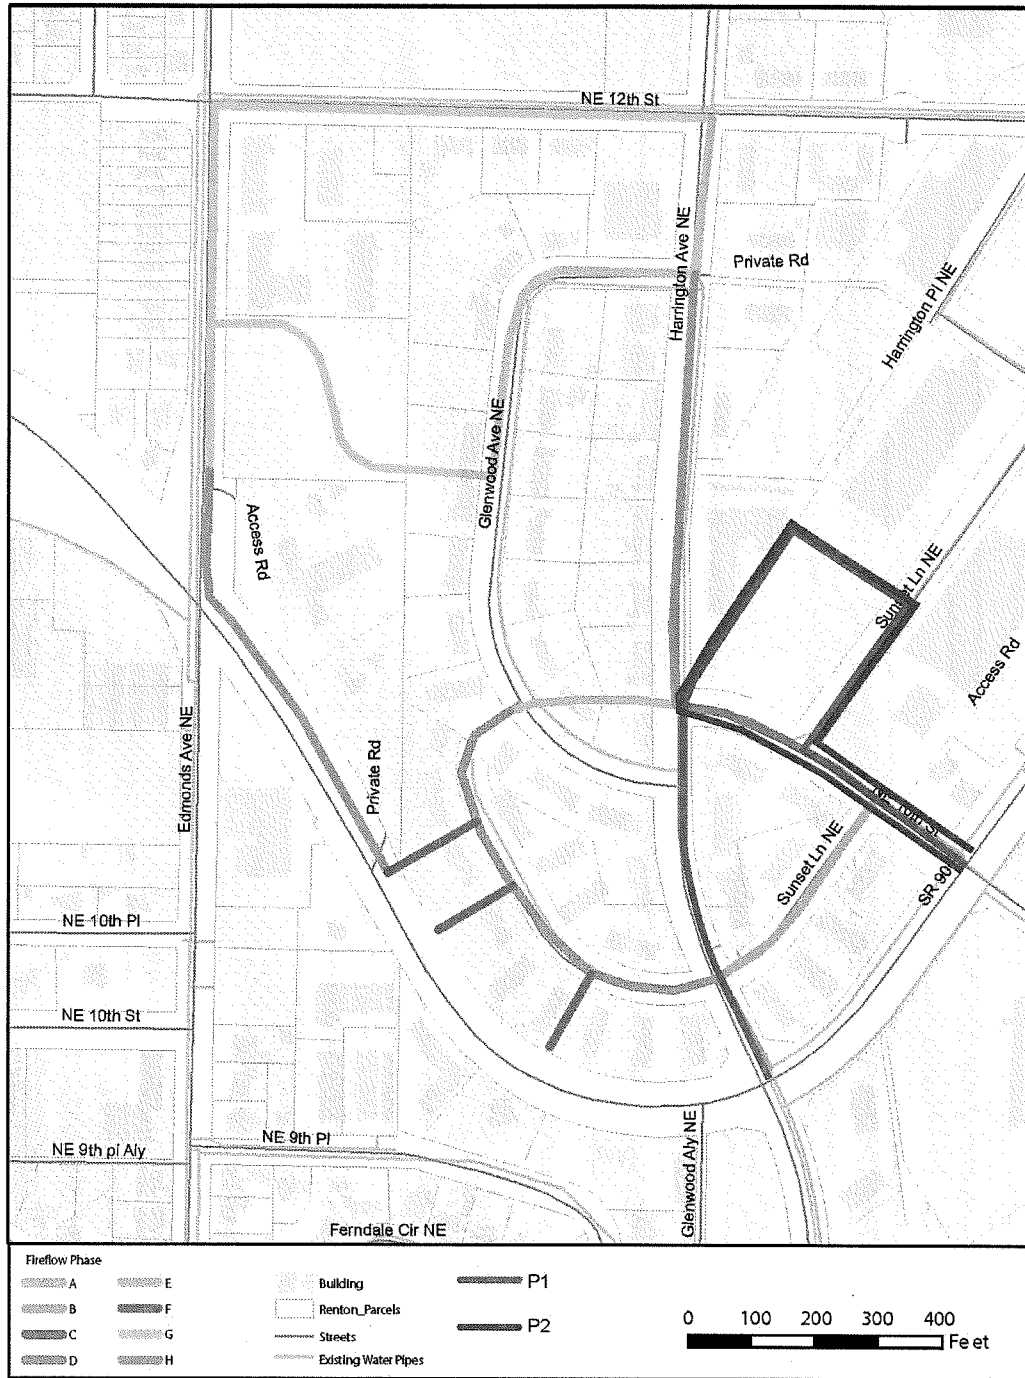 NE 12th St
Harrington Ave NE
Private Rd
Harrington Pl NE
Glenwood Ave NE
Access Rd
Sunset Ln NE
Access Rd
Edmonds Ave NE
Private Rd
NE 10th St
Sunset Ln NE
SR 90
NE 10th Pl
NE 10th St
Glenwood Aly NE
NE 9th Pl
NE 9th pl Aly
Ferndale Cir NE
Fireflow Phase
A
B
C
D
E
F
G
H
Building
Renton_Parcels
Streets
Existing Water Pipes
P1
P2
0 100 200 300 400
Feet